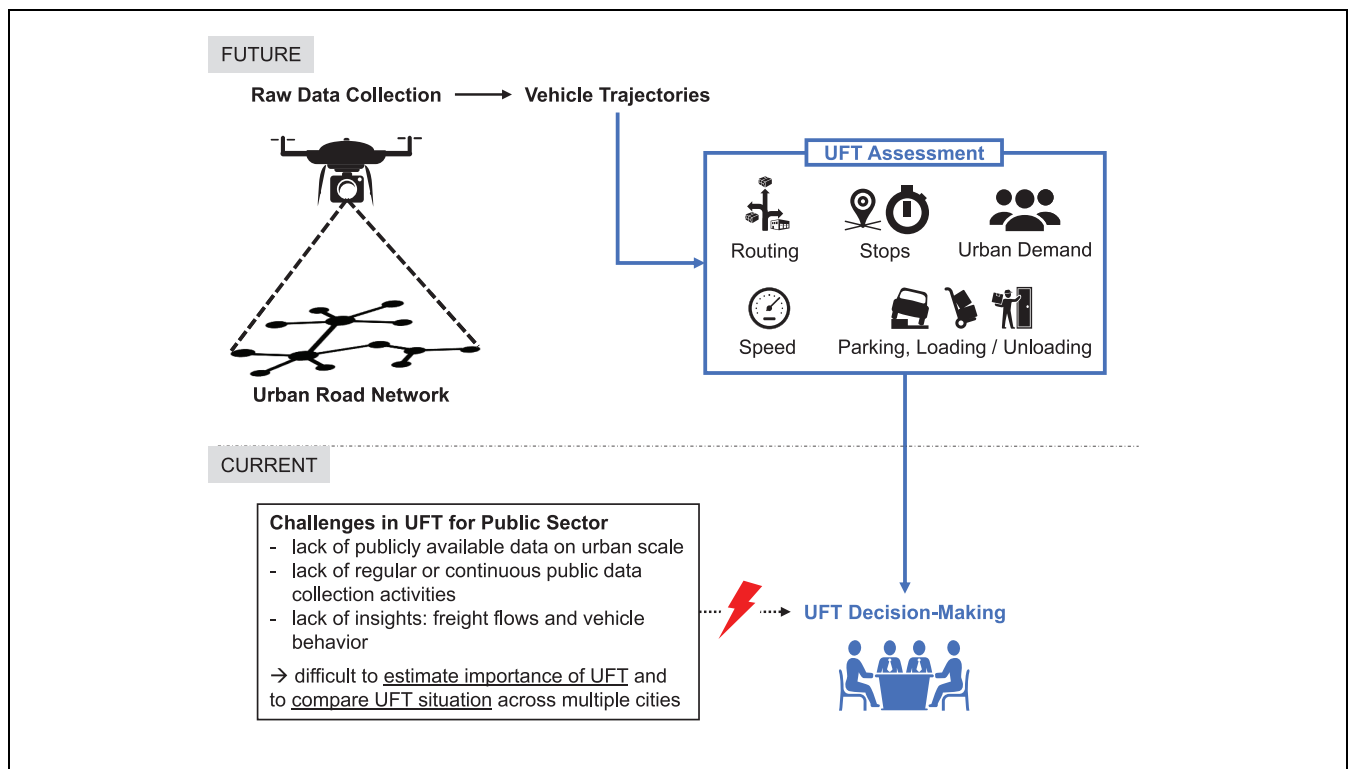 FUTURE
Raw Data Collection
Vehicle Trajectories
UFT Assessment
Routing
Stops
Urban Demand
Speed
Parking, Loading / Unloading
Urban Road Network
CURRENT
Challenges in UFT for Public Sector
- lack of publicly available data on urban scale
- lack of regular or continuous public data
collection activities
- lack of insights: freight flows and vehicle
behavior
→ difficult to estimate importance of UFT and
to compare UFT situation across multiple cities
UFT Decision-Making